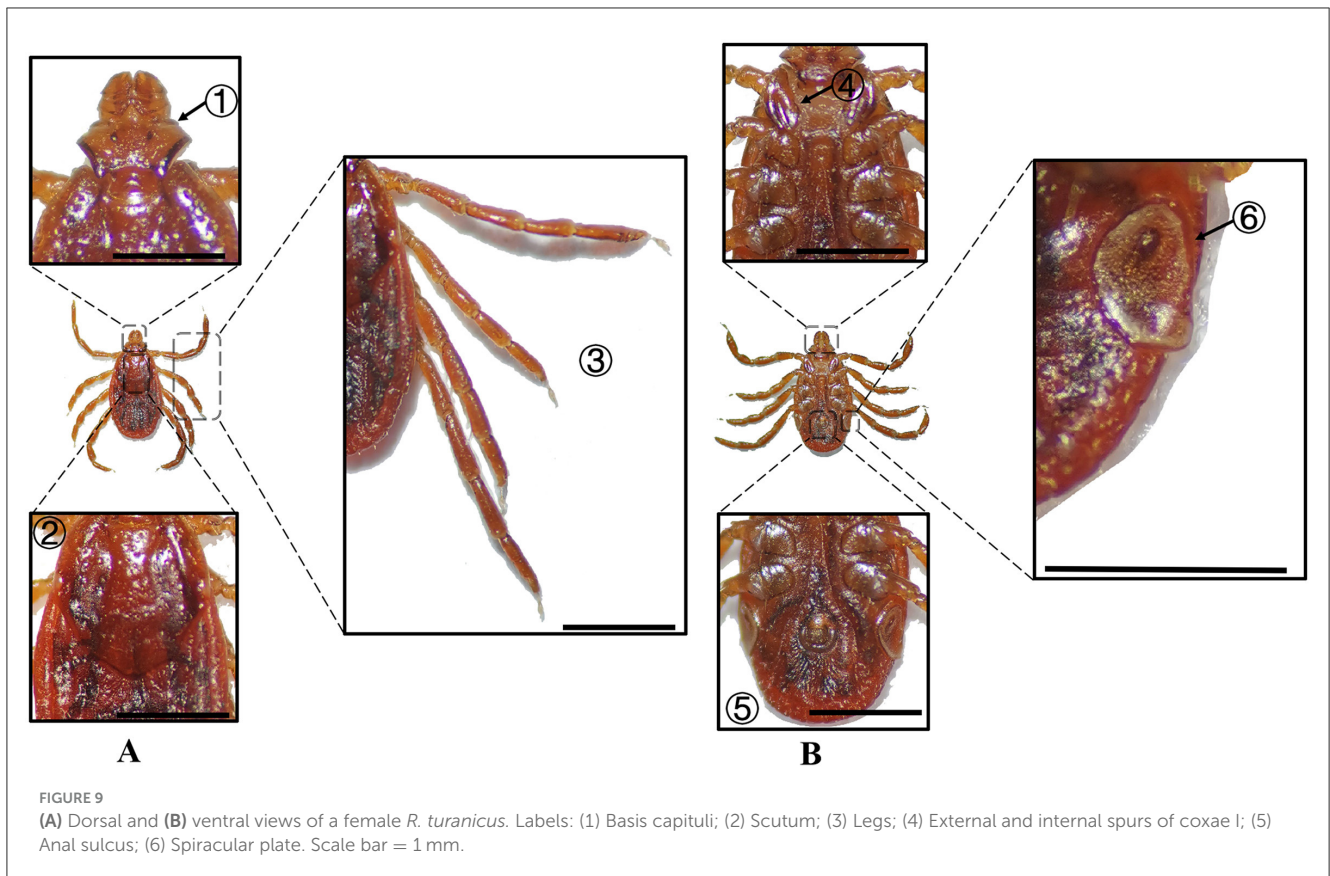 ①
④
⑥
③
②
⑤
A
B
FIGURE 9
(A) Dorsal and (B) ventral views of a female R. turanicus. Labels: (1) Basis capituli; (2) Scutum; (3) Legs; (4) External and internal spurs of coxae I; (5)
Anal sulcus; (6) Spiracular plate. Scale bar = 1 mm.